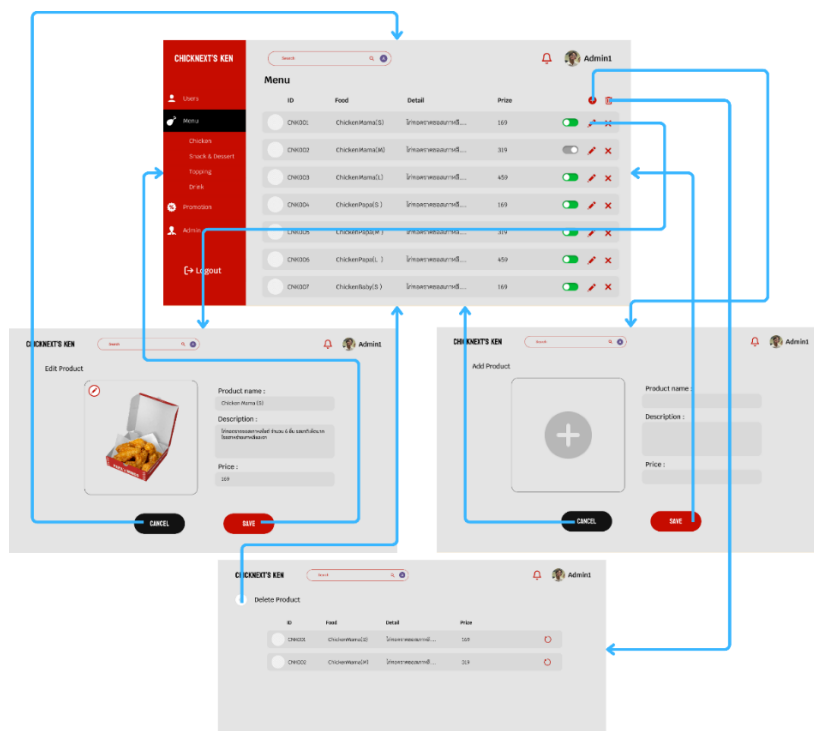 CHICKNEXT'S KEN
Search
Admin1
Menu
ID Food Detail Prize
Users
Menu
Chicken
Snack & Dessert
Topping
Drink
Promotion
Admin
Logout
CNK001 ChickenMama(S) 169
CNK002 ChickenMama(M) 319
CNK003 ChickenMama(L) 459
CNK004 ChickenPapa(S ) 169
CNK005 ChickenPapa(M ) 319
CNK006 ChickenPapa(L ) 459
CNK007 ChickenBaby(S ) 169
CHICKNEXT'S KEN
Search
Admin1
Edit Product
Product name :
Chicken Mama (S)
Description :
Price :
169
CANCEL
SAVE
CHICKNEXT'S KEN
Search
Admin1
Add Product
Product name :
Description :
Price :
CANCEL
SAVE
CHICKNEXT'S KEN
Search
Admin1
Delete Product
ID Food Detail Prize
CNK001 ChickenMama(S) 169
CNK002 ChickenMama(M) 319